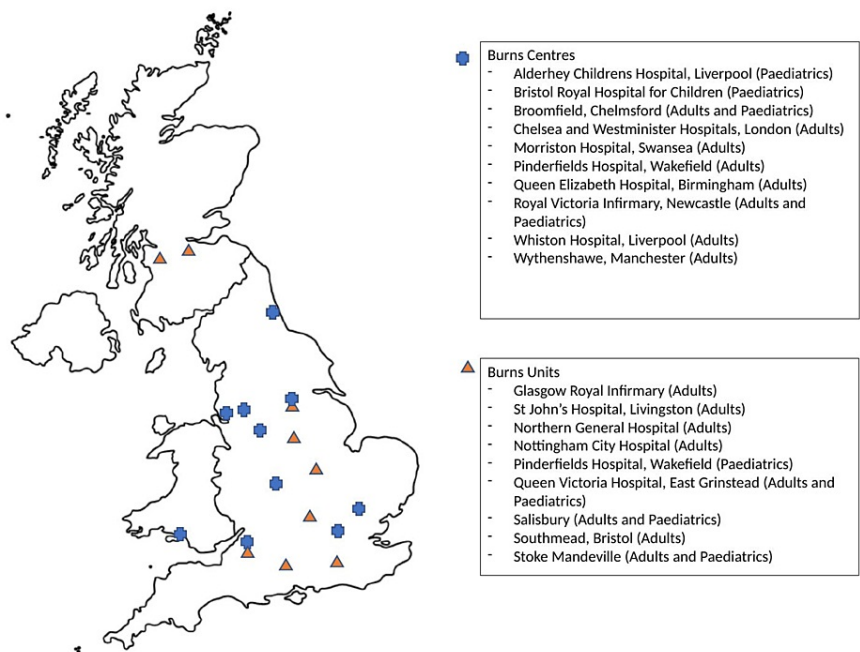 Burns Centres
- Alderhey Childrens Hospital, Liverpool (Paediatrics)
- Bristol Royal Hospital for Children (Paediatrics)
- Broomfield, Chelmsford (Adults and Paediatrics)
- Chelsea and Westminister Hospitals, London (Adults)
- Morriston Hospital, Swansea (Adults)
- Pinderfields Hospital, Wakefield (Adults)
- Queen Elizabeth Hospital, Birmingham (Adults)
- Royal Victoria Infirmary, Newcastle (Adults and
Paediatrics)
- Whiston Hospital, Liverpool (Adults)
- Wythenshawe, Manchester (Adults)
Burns Units
- Glasgow Royal Infirmary (Adults)
- St John's Hospital, Livingston (Adults)
- Northern General Hospital (Adults)
- Nottingham City Hospital (Adults)
- Pinderfields Hospital, Wakefield (Paediatrics)
- Queen Victoria Hospital, East Grinstead (Adults and
Paediatrics)
- Salisbury (Adults and Paediatrics)
- Southmead, Bristol (Adults)
- Stoke Mandeville (Adults and Paediatrics)